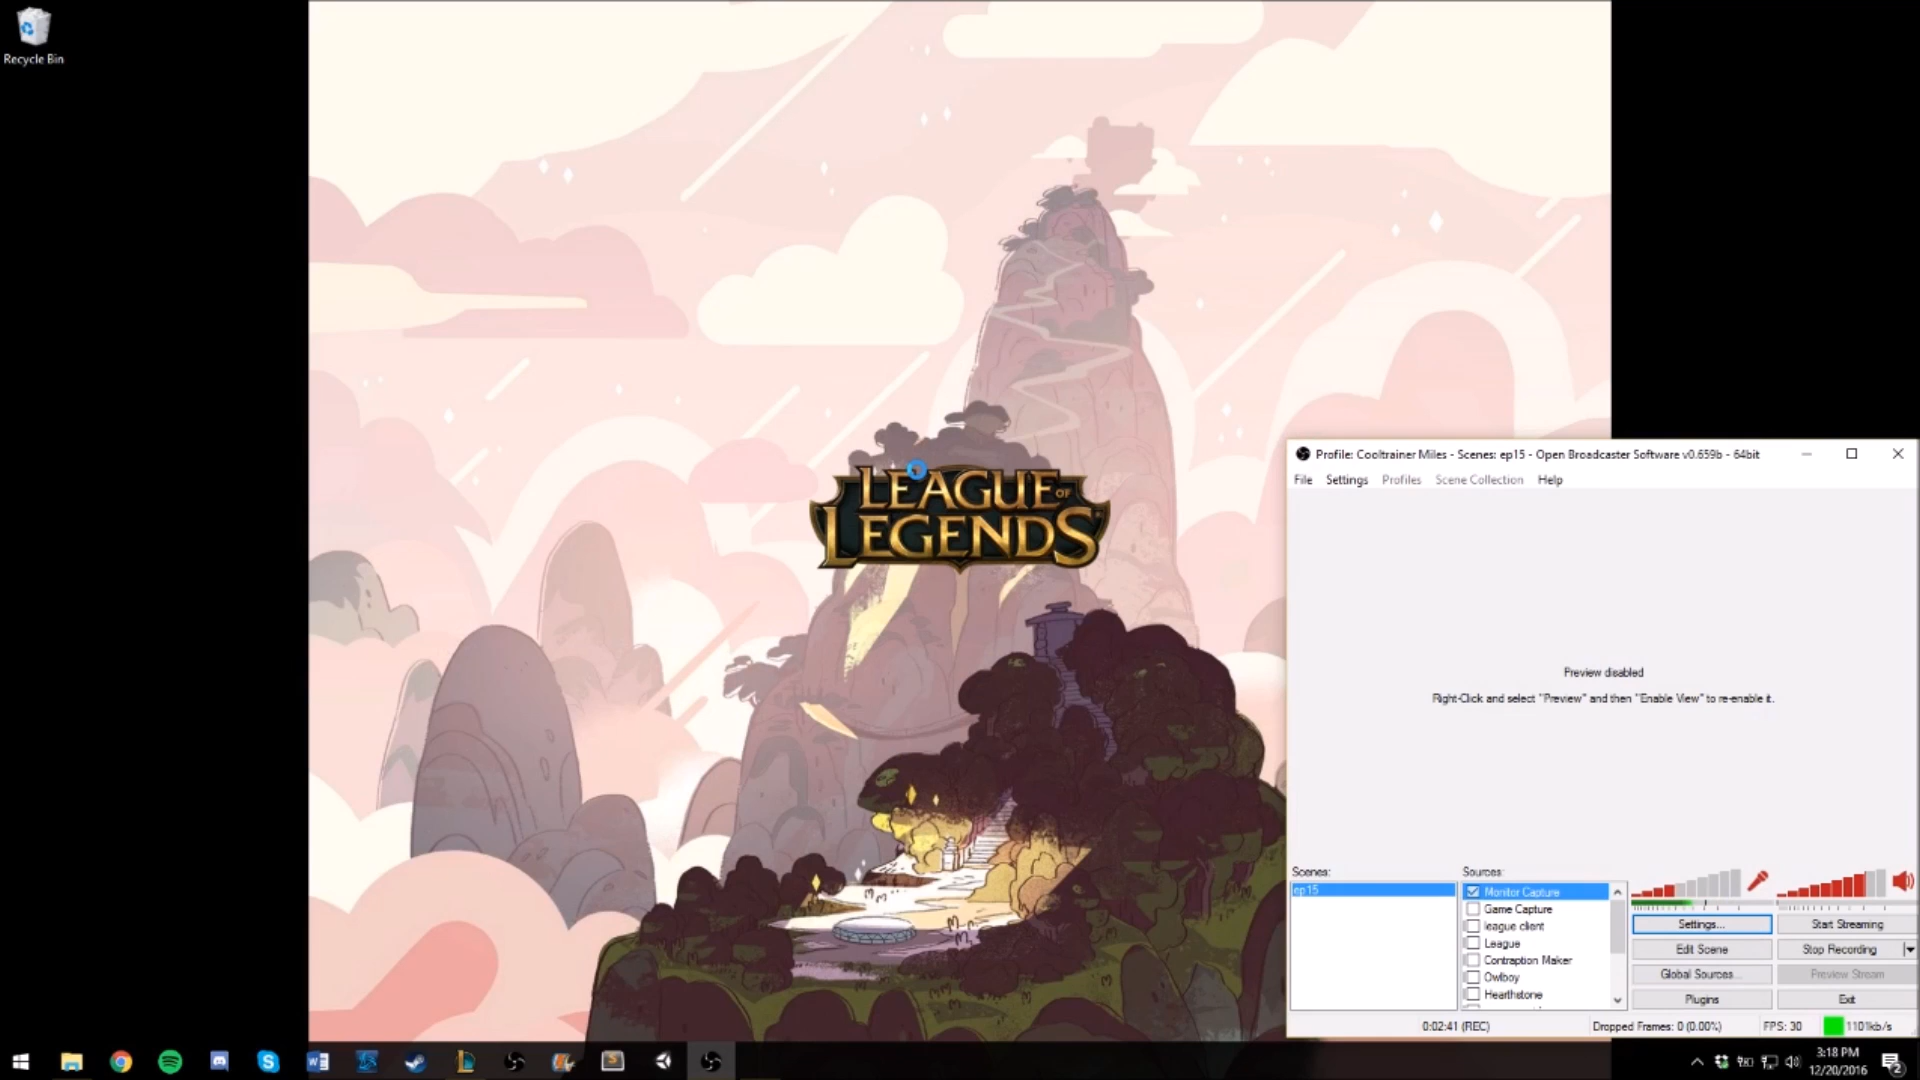 Recycle Bin
LEAGUE OF
LEGENDS
Profile: Cooltrainer Miles - Scenes: ep15 - Open Broadcaster Software v0.659b - 64bit
File Settings Profiles Scene Collection Help
Preview disabled
Right-Click and select "Preview" and then "Enable View" to re-enable it.
Scenes:
ep15
Sources:
Monitor Capture
Game Capture
league client
League
Contraption Maker
Owlboy
Hearthstone
Settings...
Start Streaming
Edit Scene
Stop Recording
Global Sources...
Preview Stream
Plugins
Exit
0:02:41 (REC)
Dropped Frames: 0 (0.00%)
FPS: 30
1101kb/s
3:18 PM
12/20/2016
2